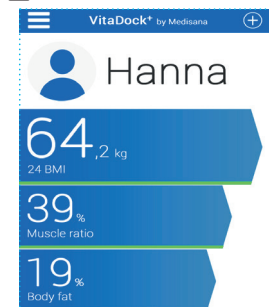 VitaDock+ by Medisana
Hanna
64,2 kg
24 BMI
39%
Muscle ratio
19%
Body fat